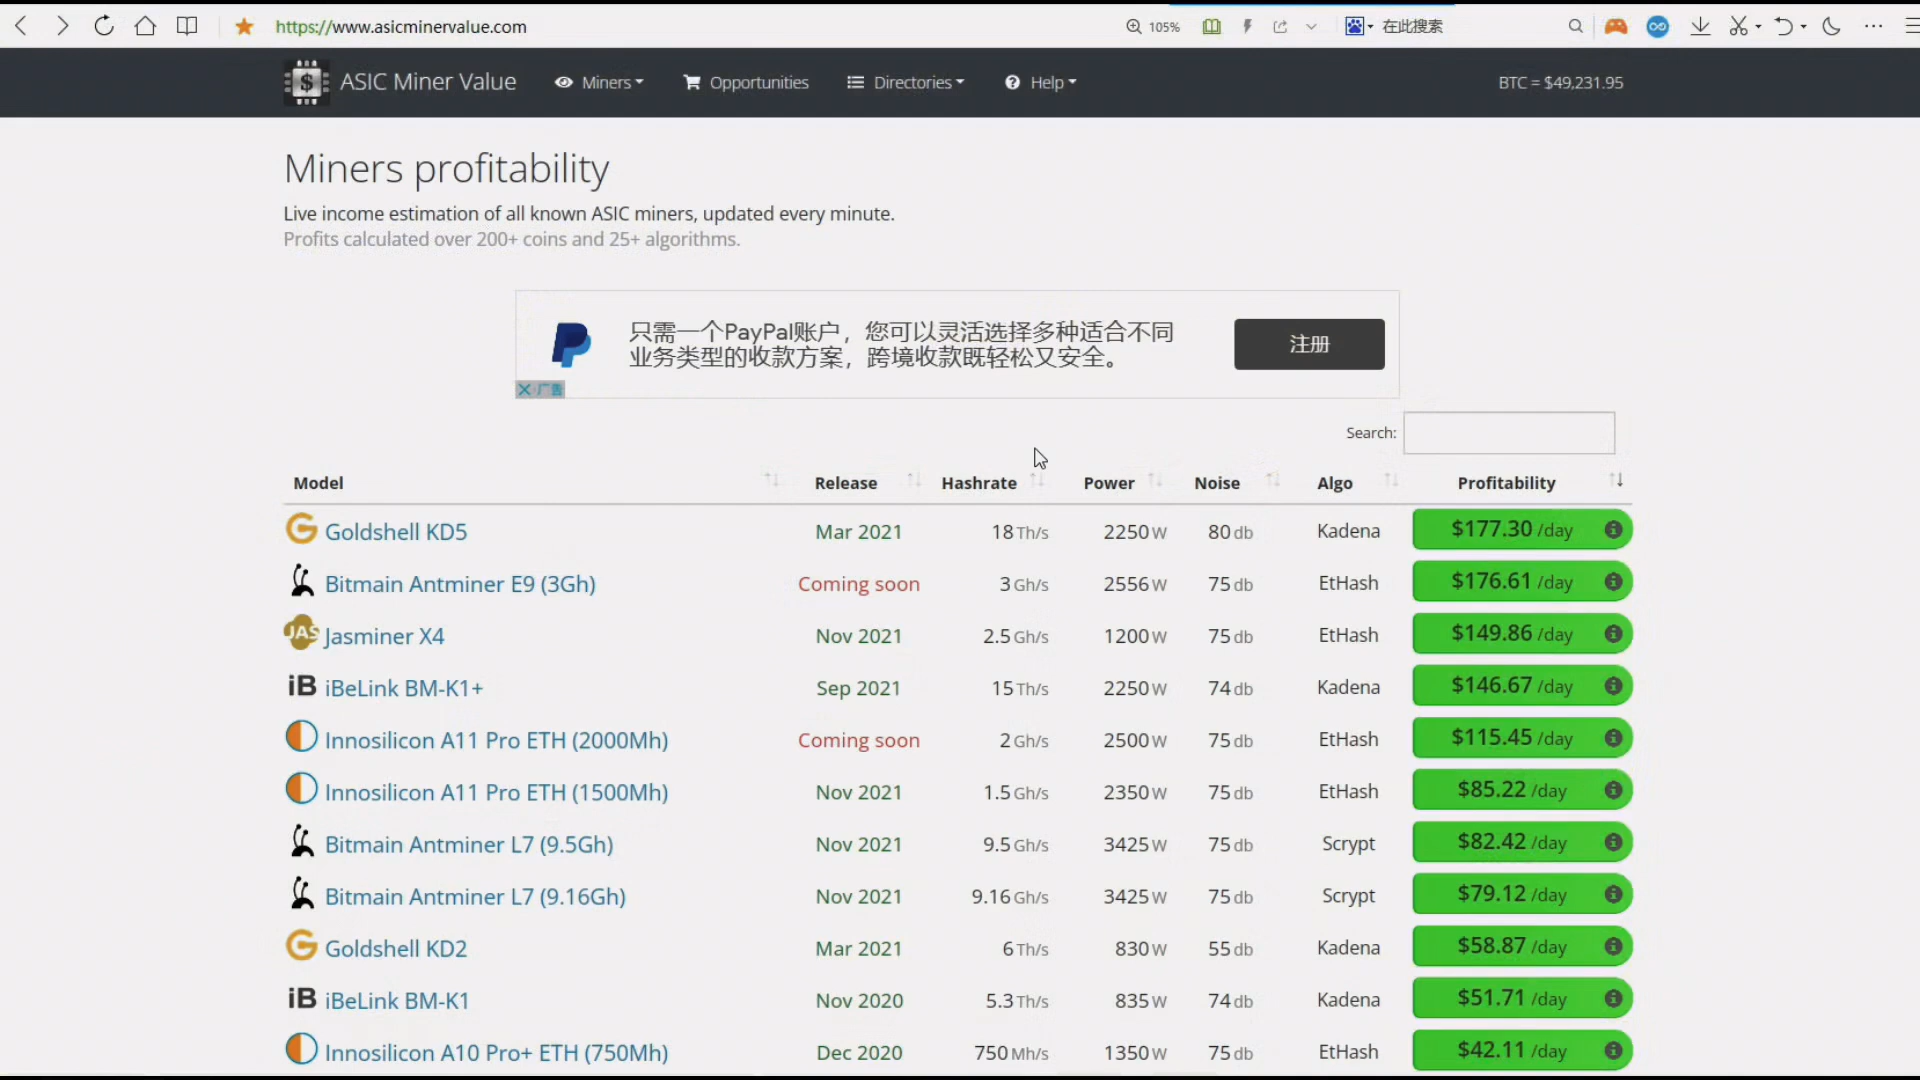 https://www.asicminervalue.com
105%
在此搜索
$
ASIC Miner Value
Miners
Opportunities
Directories
Help
BTC = $49,231.95
Miners profitability
Live income estimation of all known ASIC miners, updated every minute.
Profits calculated over 200+ coins and 25+ algorithms.
只需一个PayPal账户，您可以灵活选择多种适合不同
业务类型的收款方案，跨境收款既轻松又安全。
注册
广告
Search:
Model Release Hashrate Power Noise Algo Profitability
Goldshell KD5 Mar 2021 18 Th/s 2250 W 80 db Kadena $177.30 /day
Bitmain Antminer E9 (3Gh) Coming soon 3 Gh/s 2556 W 75 db EtHash $176.61 /day
JAS Jasminer X4 Nov 2021 2.5 Gh/s 1200 W 75 db EtHash $149.86 /day
iB iBeLink BM-K1+ Sep 2021 15 Th/s 2250 W 74 db Kadena $146.67 /day
Innosilicon A11 Pro ETH (2000Mh) Coming soon 2 Gh/s 2500 W 75 db EtHash $115.45 /day
Innosilicon A11 Pro ETH (1500Mh) Nov 2021 1.5 Gh/s 2350 W 75 db EtHash $85.22 /day
Bitmain Antminer L7 (9.5Gh) Nov 2021 9.5 Gh/s 3425 W 75 db Scrypt $82.42 /day
Bitmain Antminer L7 (9.16Gh) Nov 2021 9.16 Gh/s 3425 W 75 db Scrypt $79.12 /day
Goldshell KD2 Mar 2021 6 Th/s 830 W 55 db Kadena $58.87 /day
iB iBeLink BM-K1 Nov 2020 5.3 Th/s 835 W 74 db Kadena $51.71 /day
Innosilicon A10 Pro+ ETH (750Mh) Dec 2020 750 Mh/s 1350 W 75 db EtHash $42.11 /day